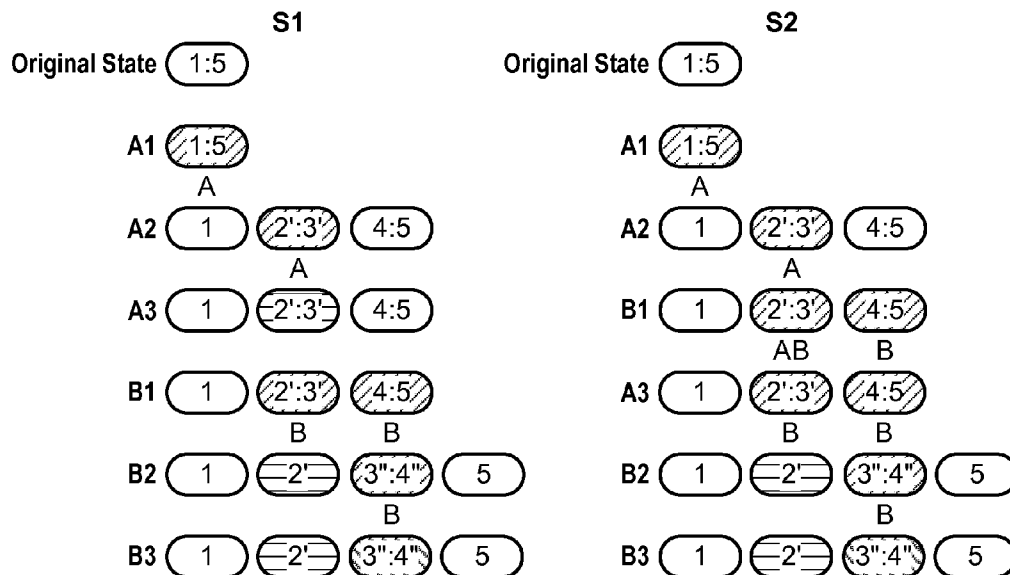 S1
Original State 1:5
A1 1:5
A
A2 1 2':3' 4:5
A
A3 1 2':3' 4:5
B1 1 2':3' 4:5
B B
B2 1 2' 3":4" 5
B
B3 1 2' 3":4" 5
S2
Original State 1:5
A1 1:5
A
A2 1 2':3' 4:5
A
B1 1 2':3' 4:5
AB B
A3 1 2':3' 4:5
B B
B2 1 2' 3":4" 5
B
B3 1 2' 3":4" 5